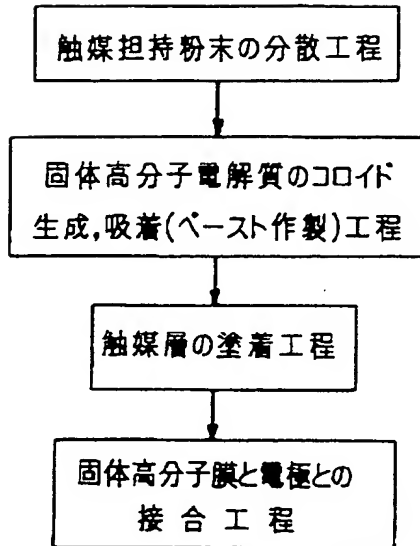 触媒担持粉末の分散工程
固体高分子電解質のコロイド
生成,吸着(ペースト作製)工程
触媒層の塗着工程
固体高分子膜と電極との
接合工程